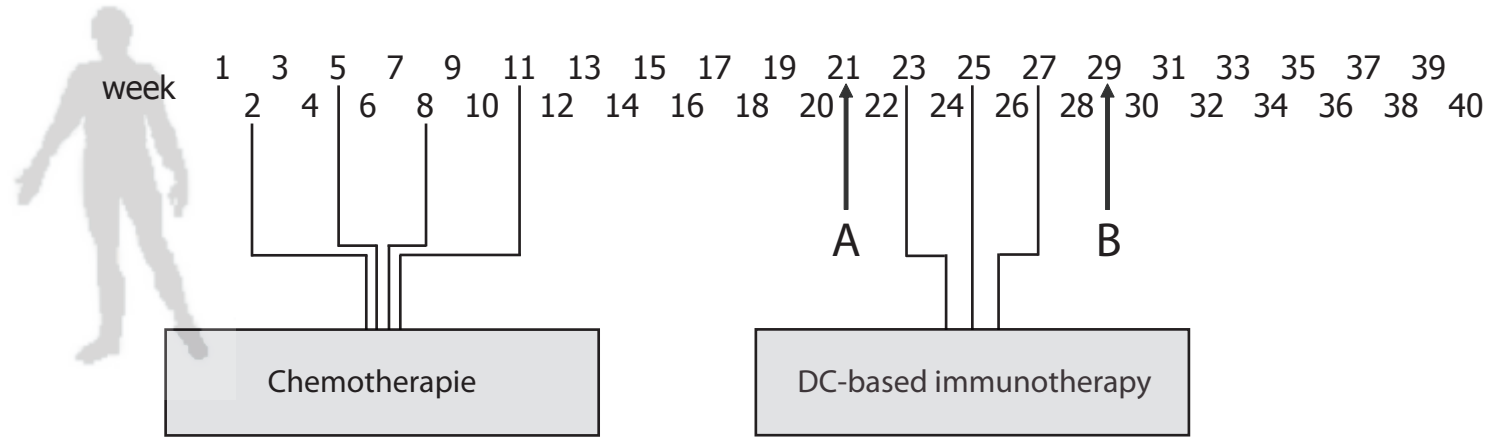 1 3 5 7 9 11 13 15 17 19 21 23 25 27 29 31 33 35 37 39
week
2 4 6 8 10 12 14 16 18 20 22 24 26 28 30 32 34 36 38 40
A B
Chemotherapie DC-based immunotherapy